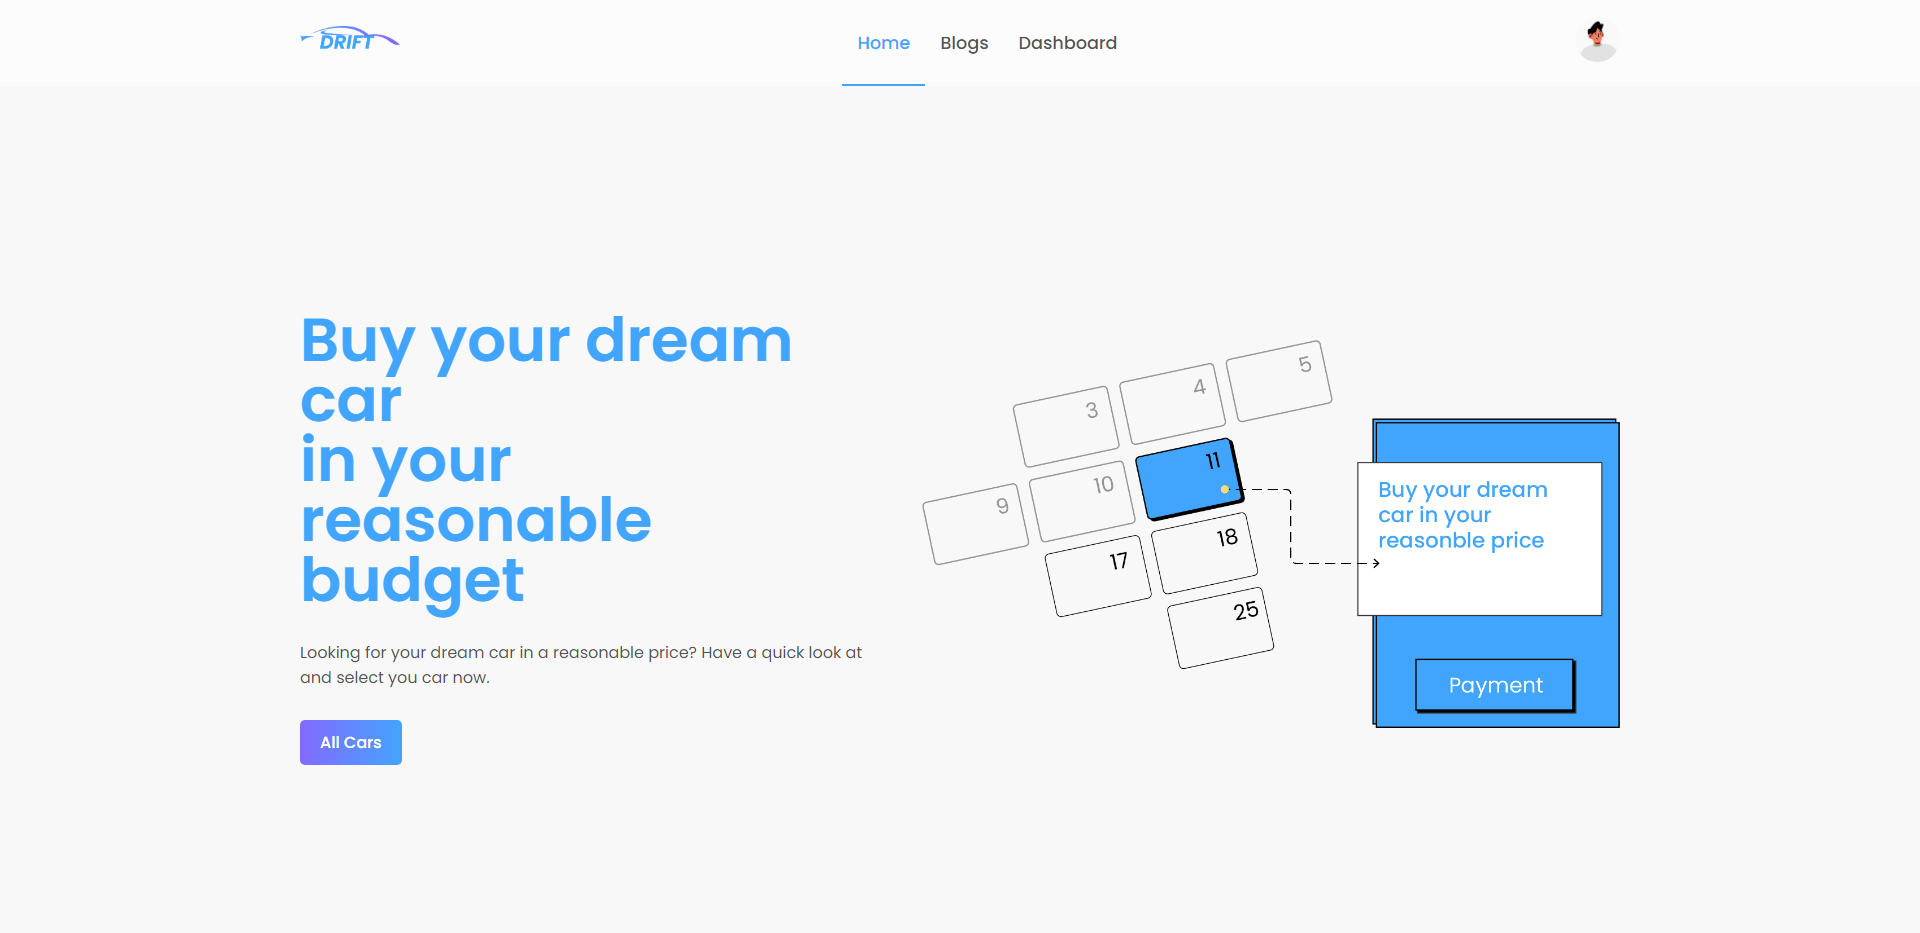 DRIFT
Home
Blogs
Dashboard
Buy your dream
car
in your
reasonable
budget
Looking for your dream car in a reasonable price? Have a quick look at
and select you car now.
All Cars
3
4
5
9
10
11
17
18
25
Buy your dream
car in your
reasonble price
Payment